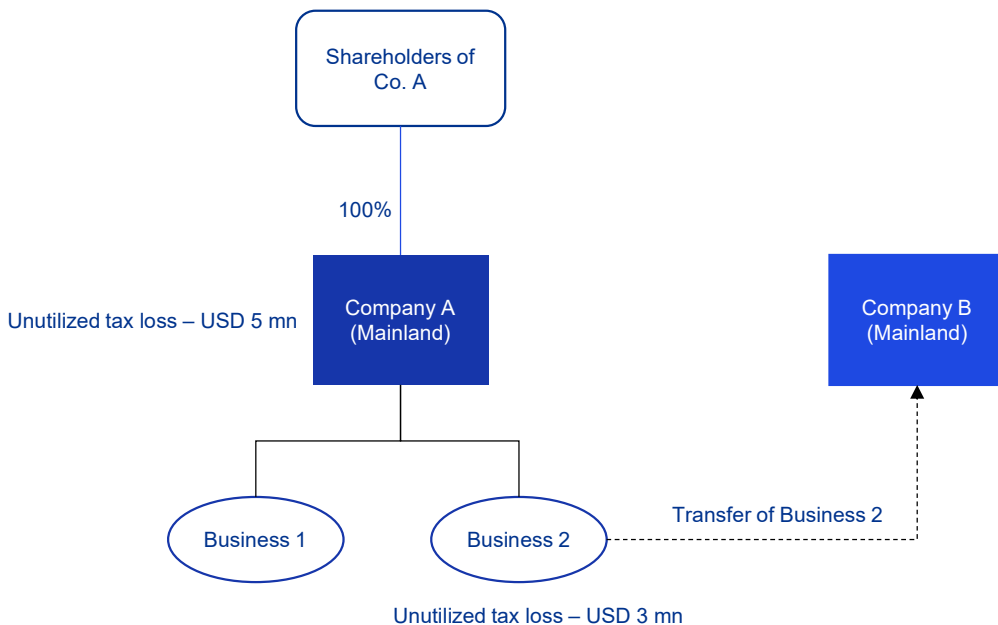 Shareholders of
Co. A
100%
Unutilized tax loss – USD 5 mn
Company A
(Mainland)
Company B
(Mainland)
Business 1
Business 2
Transfer of Business 2
Unutilized tax loss – USD 3 mn